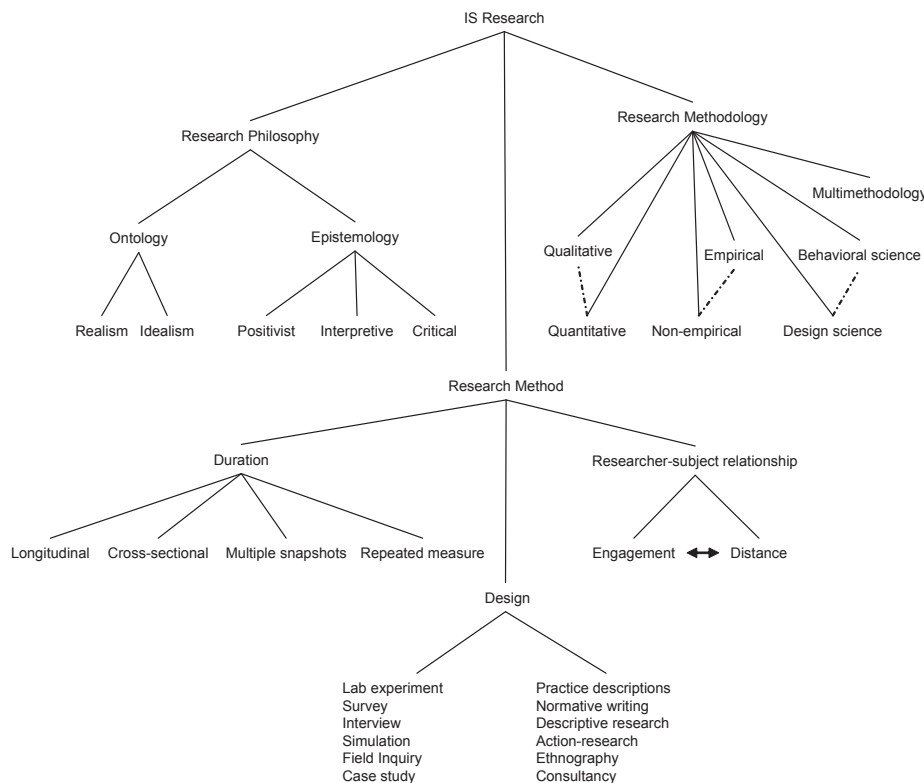 IS Research
Research Philosophy
Research Methodology
Multimethodology
Ontology
Epistemology
Qualitative
Empirical
Behavioral science
Realism
Idealism
Positivist
Interpretive
Critical
Quantitative
Non-empirical
Design science
Research Method
Duration
Researcher-subject relationship
Longitudinal
Cross-sectional
Multiple snapshots
Repeated measure
Engagement
Distance
Design
Lab experiment
Survey
Interview
Simulation
Field Inquiry
Case study
Practice descriptions
Normative writing
Descriptive research
Action-research
Ethnography
Consultancy